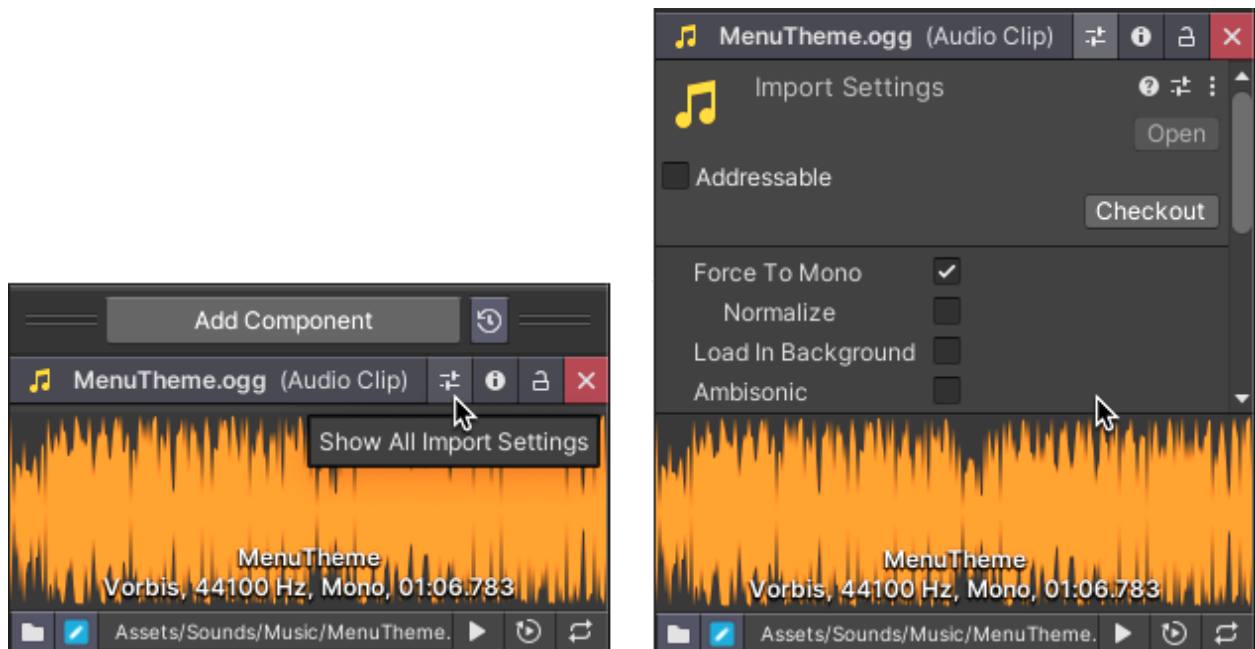 Add Component
MenuTheme.ogg (Audio Clip)
Show All Import Settings
MenuTheme
Vorbis, 44100 Hz, Mono, 01:06.783
Assets/Sounds/Music/MenuTheme.
MenuTheme.ogg (Audio Clip)
Import Settings
Open
Addressable
Checkout
Force To Mono
Normalize
Load In Background
Ambisonic
MenuTheme
Vorbis, 44100 Hz, Mono, 01:06.783
Assets/Sounds/Music/MenuTheme.